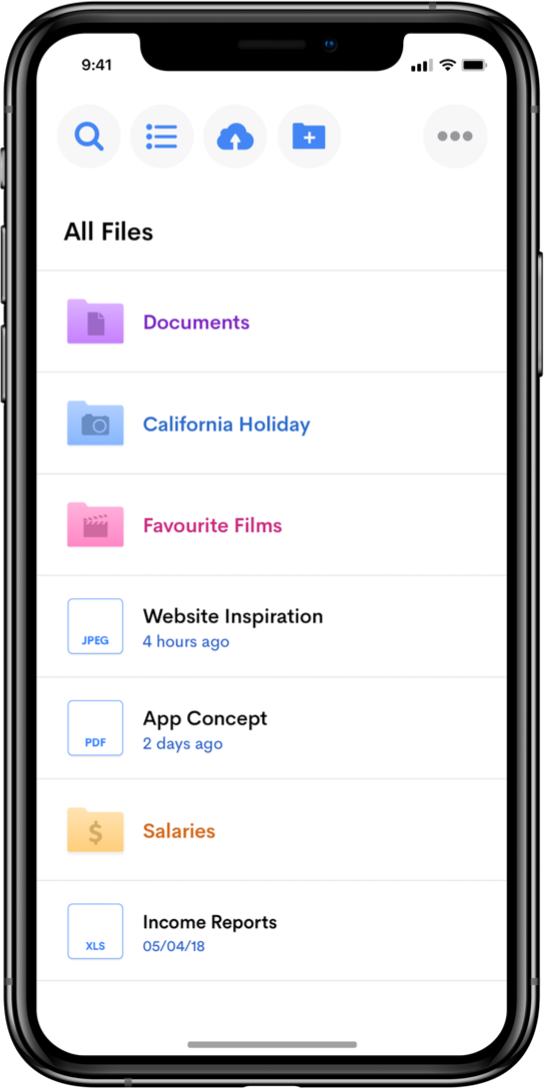 9:41
All Files
Documents
California Holiday
Favourite Films
JPEG
Website Inspiration
4 hours ago
PDF
App Concept
2 days ago
$
Salaries
XLS
Income Reports
05/04/18